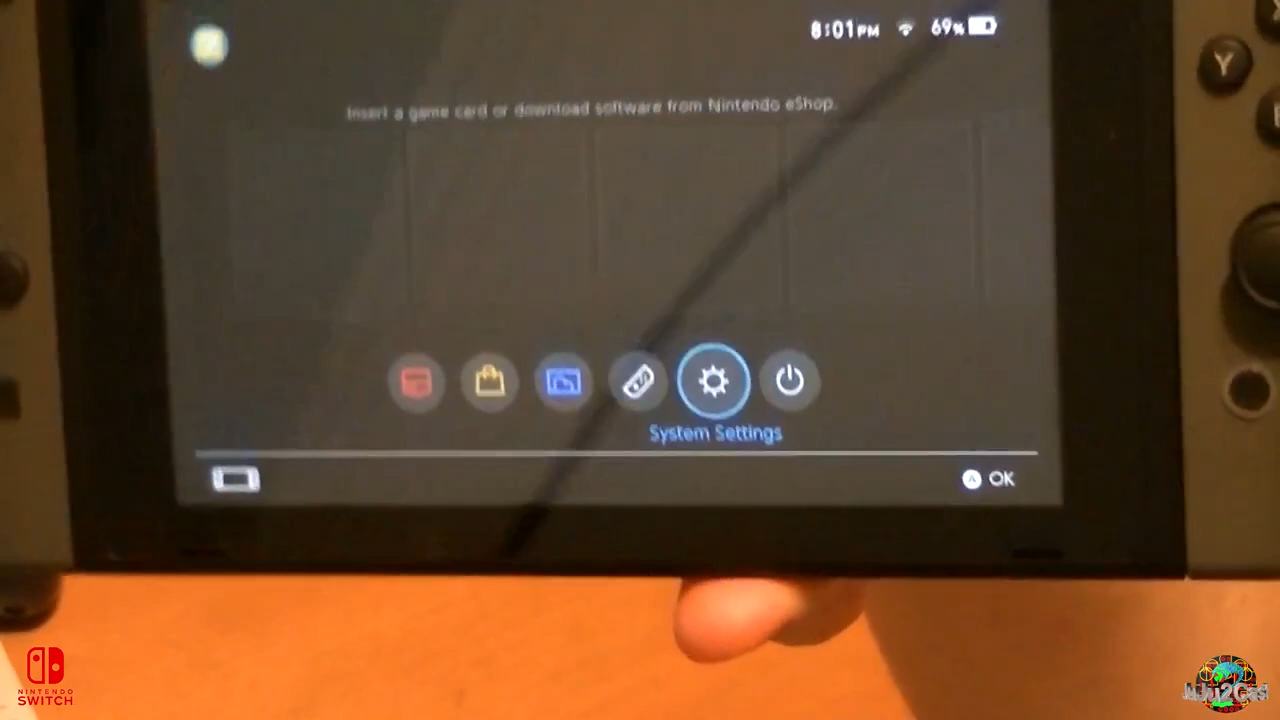 8:01PM 69%
Insert a game card or download software from Nintendo eShop.
System Settings
A OK
Y
NINTENDO
SWITCH